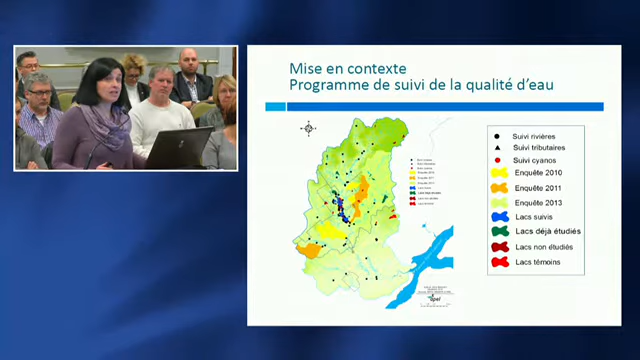 Mise en contexte
Programme de suivi de la qualité d'eau
Suivi rivières
Suivi tributaires
Suivi cyanos
Enquête 2010
Enquête 2011
Enquête 2013
Lacs suivis
Lacs déjà étudiés
Lacs non étudiés
Lacs témoins
apel